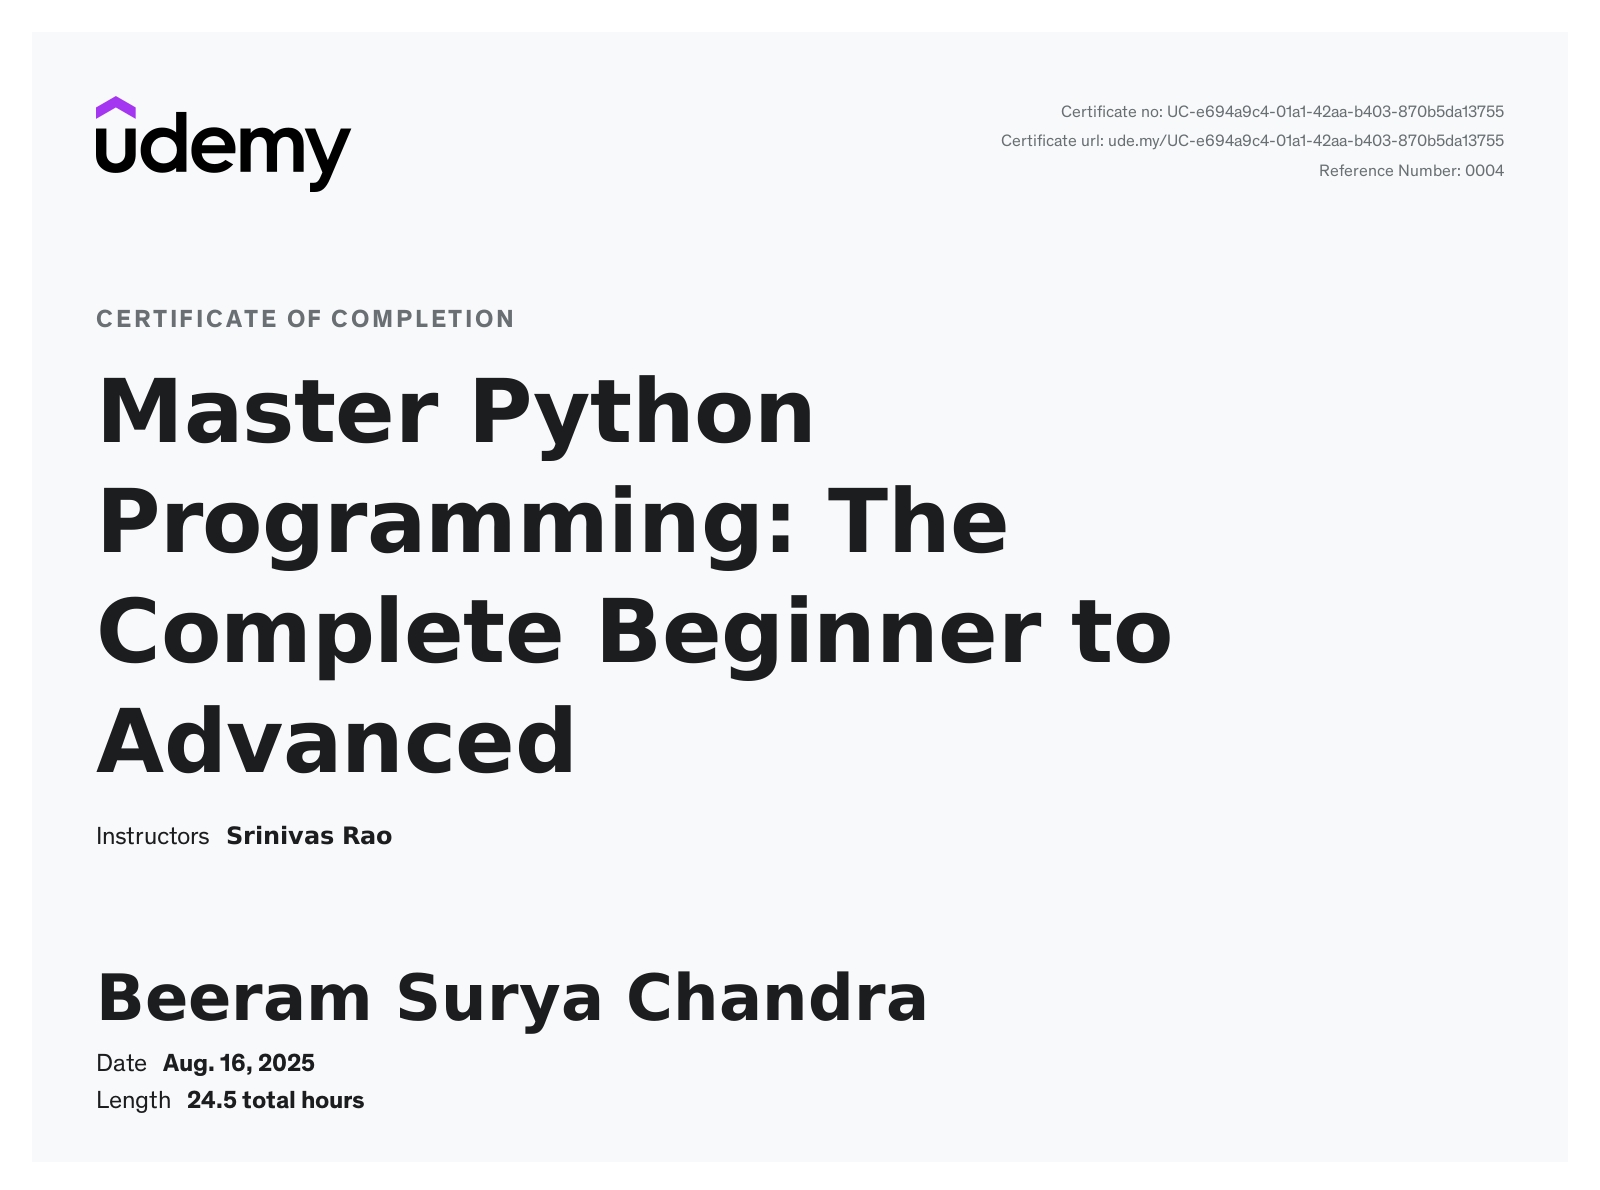 udemy
Certificate no: UC-e694a9c4-01a1-42aa-b403-870b5da13755
Certificate url: ude.my/UC-e694a9c4-01a1-42aa-b403-870b5da13755
Reference Number: 0004
CERTIFICATE OF COMPLETION
Master Python
Programming: The
Complete Beginner to
Advanced
Instructors Srinivas Rao
Beeram Surya Chandra
Date Aug. 16, 2025
Length 24.5 total hours